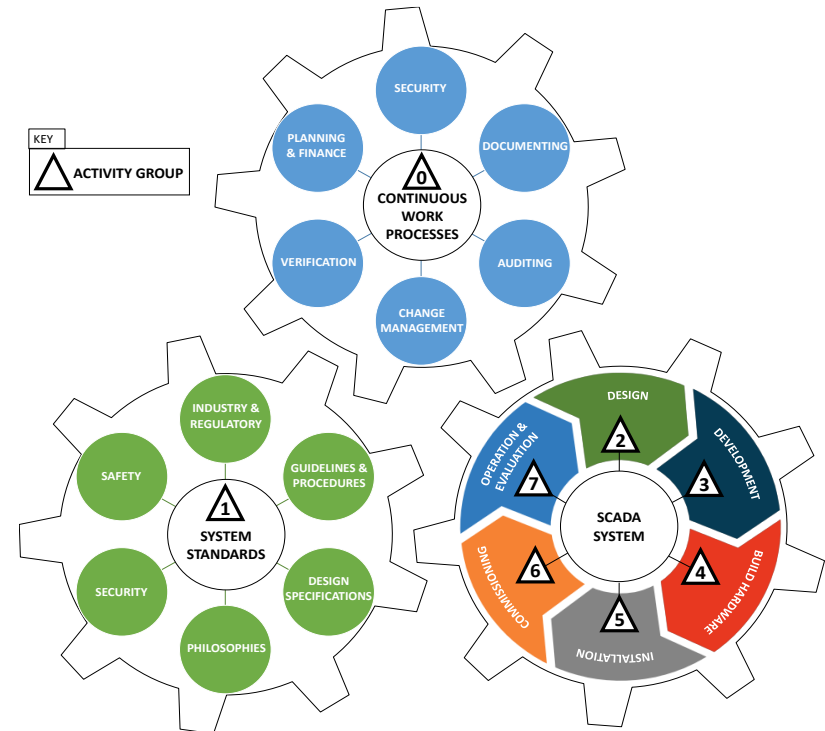 KEY
ACTIVITY GROUP
SECURITY
PLANNING
& FINANCE
DOCUMENTING
0
CONTINUOUS
WORK
PROCESSES
VERIFICATION
AUDITING
CHANGE
MANAGEMENT
INDUSTRY &
REGULATORY
SAFETY
GUIDELINES &
PROCEDURES
1
SYSTEM
STANDARDS
SECURITY
DESIGN
SPECIFICATIONS
PHILOSOPHIES
DESIGN
2
DEVELOPMENT
3
BUILD HARDWARE
4
INSTALLATION
5
COMMISSIONING
6
OPERATION &
EVALUATION
7
SCADA
SYSTEM